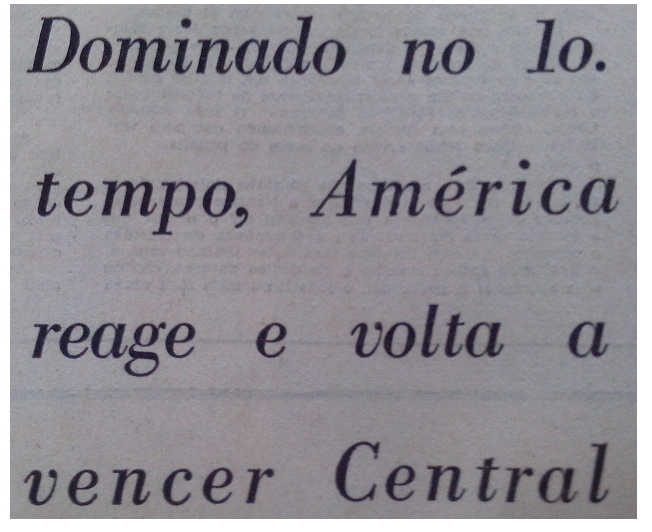 Dominado no 1o.
tempo, América
reage e volta a
vencer Central